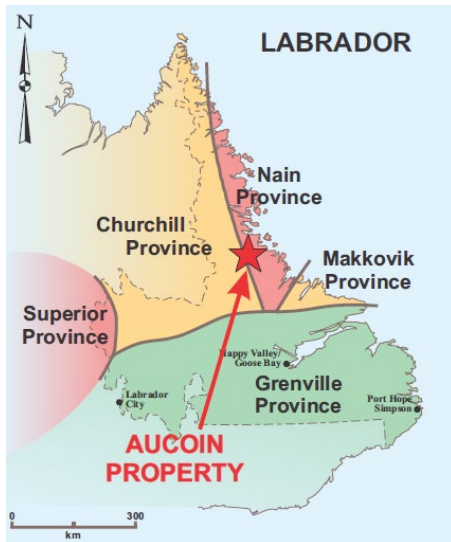 N
LABRADOR
Nain
Province
Churchill
Province
Makkovik
Province
Superior
Province
Happy Valley/
Goose Bay
Grenville
Province
Labrador
City
Port Hope
Simpson
AUCOIN
PROPERTY
0
300
km